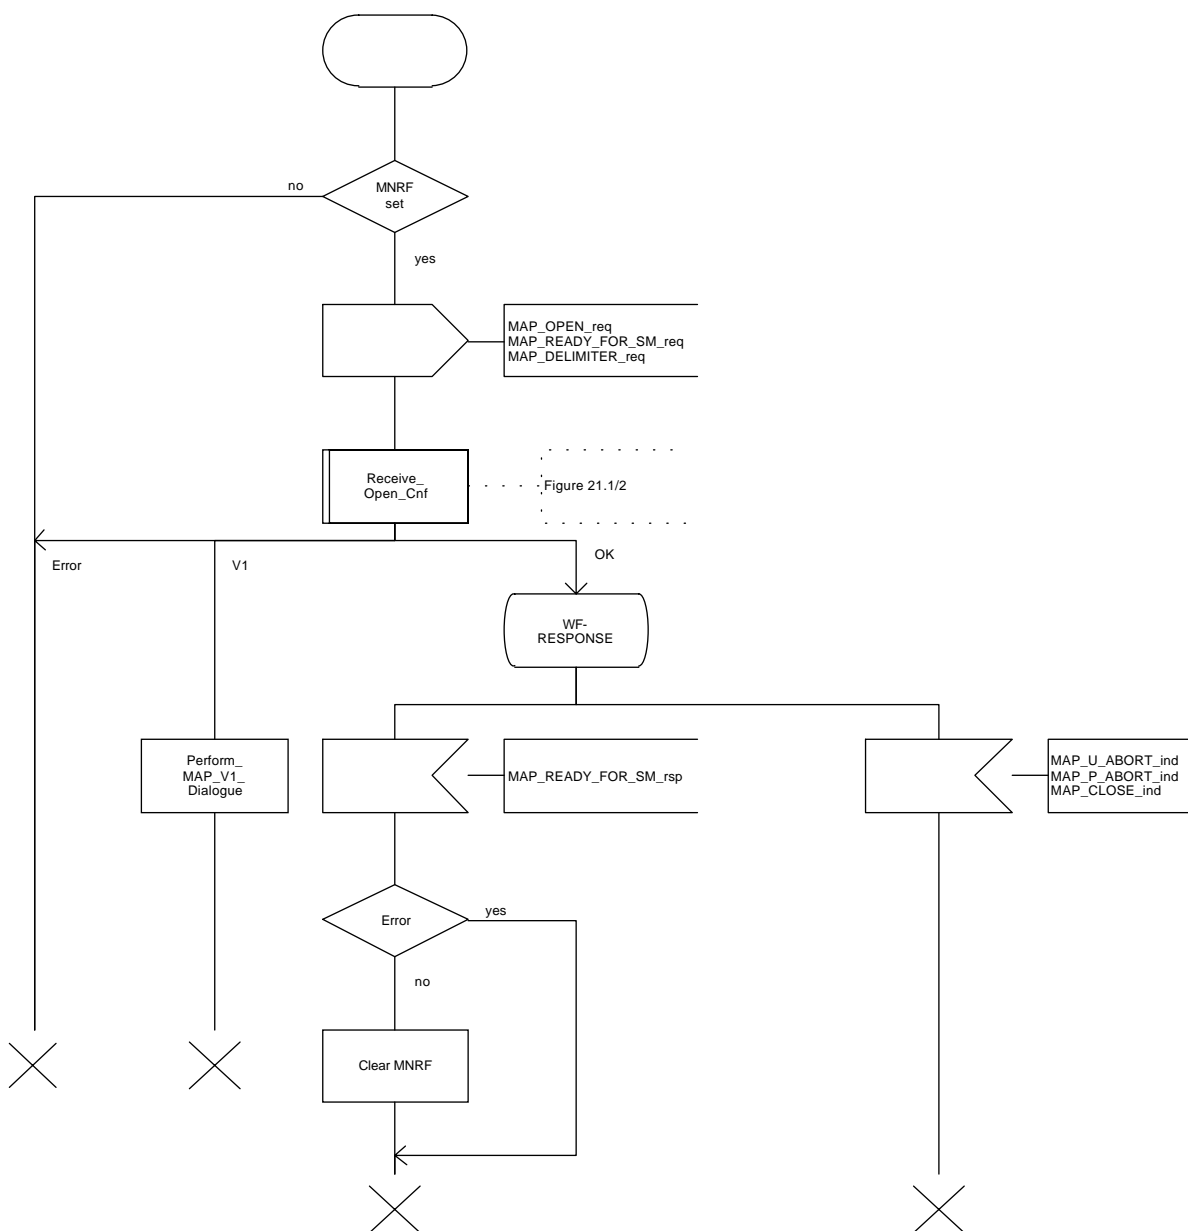 no
MNRF
set
yes
MAP_OPEN_req
MAP_READY_FOR_SM_req
MAP_DELIMITER_req
Receive_
Open_Cnf
Figure 21.1/2
Error
V1
OK
WF-
RESPONSE
Perform_
MAP_V1_
Dialogue
MAP_READY_FOR_SM_rsp
MAP_U_ABORT_ind
MAP_P_ABORT_ind
MAP_CLOSE_ind
Error
yes
no
Clear MNRF